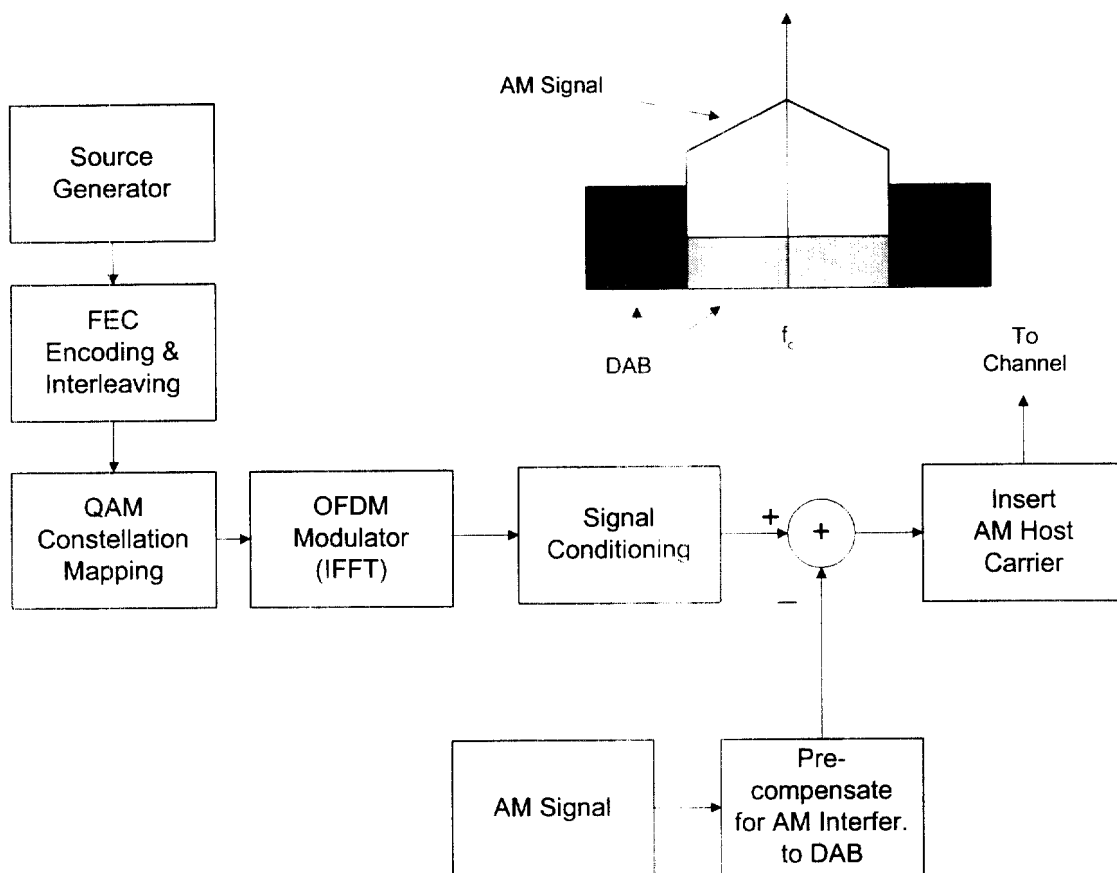 AM Signal
Source
Generator
FEC
Encoding &
Interleaving
DAB
f_c
To
Channel
QAM
Constellation
Mapping
OFDM
Modulator
(IFFT)
Signal
Conditioning
+
+
−
Insert
AM Host
Carrier
AM Signal
Pre-
compensate
for AM Interfer.
to DAB